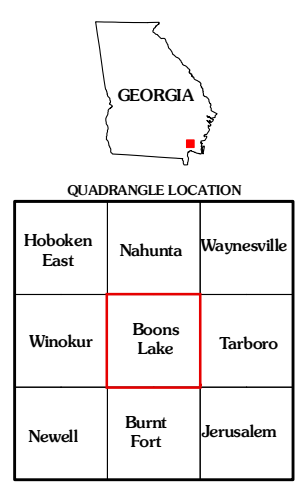 GEORGIA
QUADRANGLE LOCATION
Hoboken
East
Nahunta
Waynesville
Winokur
Boons
Lake
Tarboro
Newell
Burnt
Fort
Jerusalem